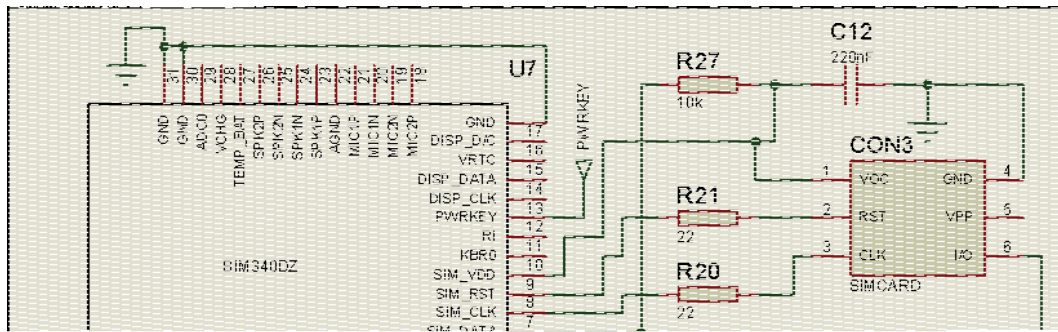 C12
220nF
R27
10k
U7
PWRKEY
31
30
29
28
27
26
25
24
23
22
21
20
19
18
GND
GND
ADC0
VCHG
TEMP_BAT
SPK2P
SPK2N
SPK1N
SPK1P
AGND
MIC1P
MIC1N
MIC2N
MIC2P
GND
17
DISP_D/C
16
VRTC
15
DISP_DATA
14
DISP_CLK
13
PWRKEY
12
RI
11
KBR0
10
SIM_VDD
9
SIM_RST
8
SIM_CLK
7
SIM_DATA
SIM340DZ
R21
22
R20
22
CON3
1 VCC GND 4
2 RST VPP 5
3 CLK I/O 6
SIMCARD